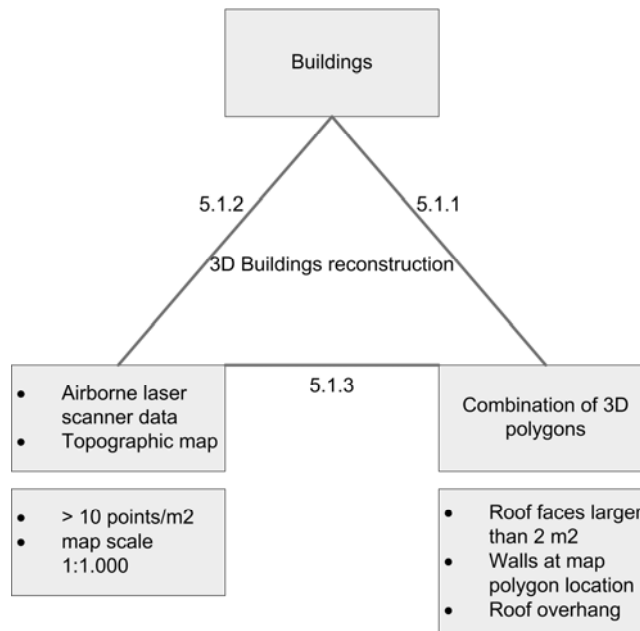 Buildings
5.1.2
5.1.1
3D Buildings reconstruction
• Airborne laser
scanner data
• Topographic map
5.1.3
Combination of 3D
polygons
• > 10 points/m2
• map scale
1:1.000
• Roof faces larger
than 2 m2
• Walls at map
polygon location
• Roof overhang